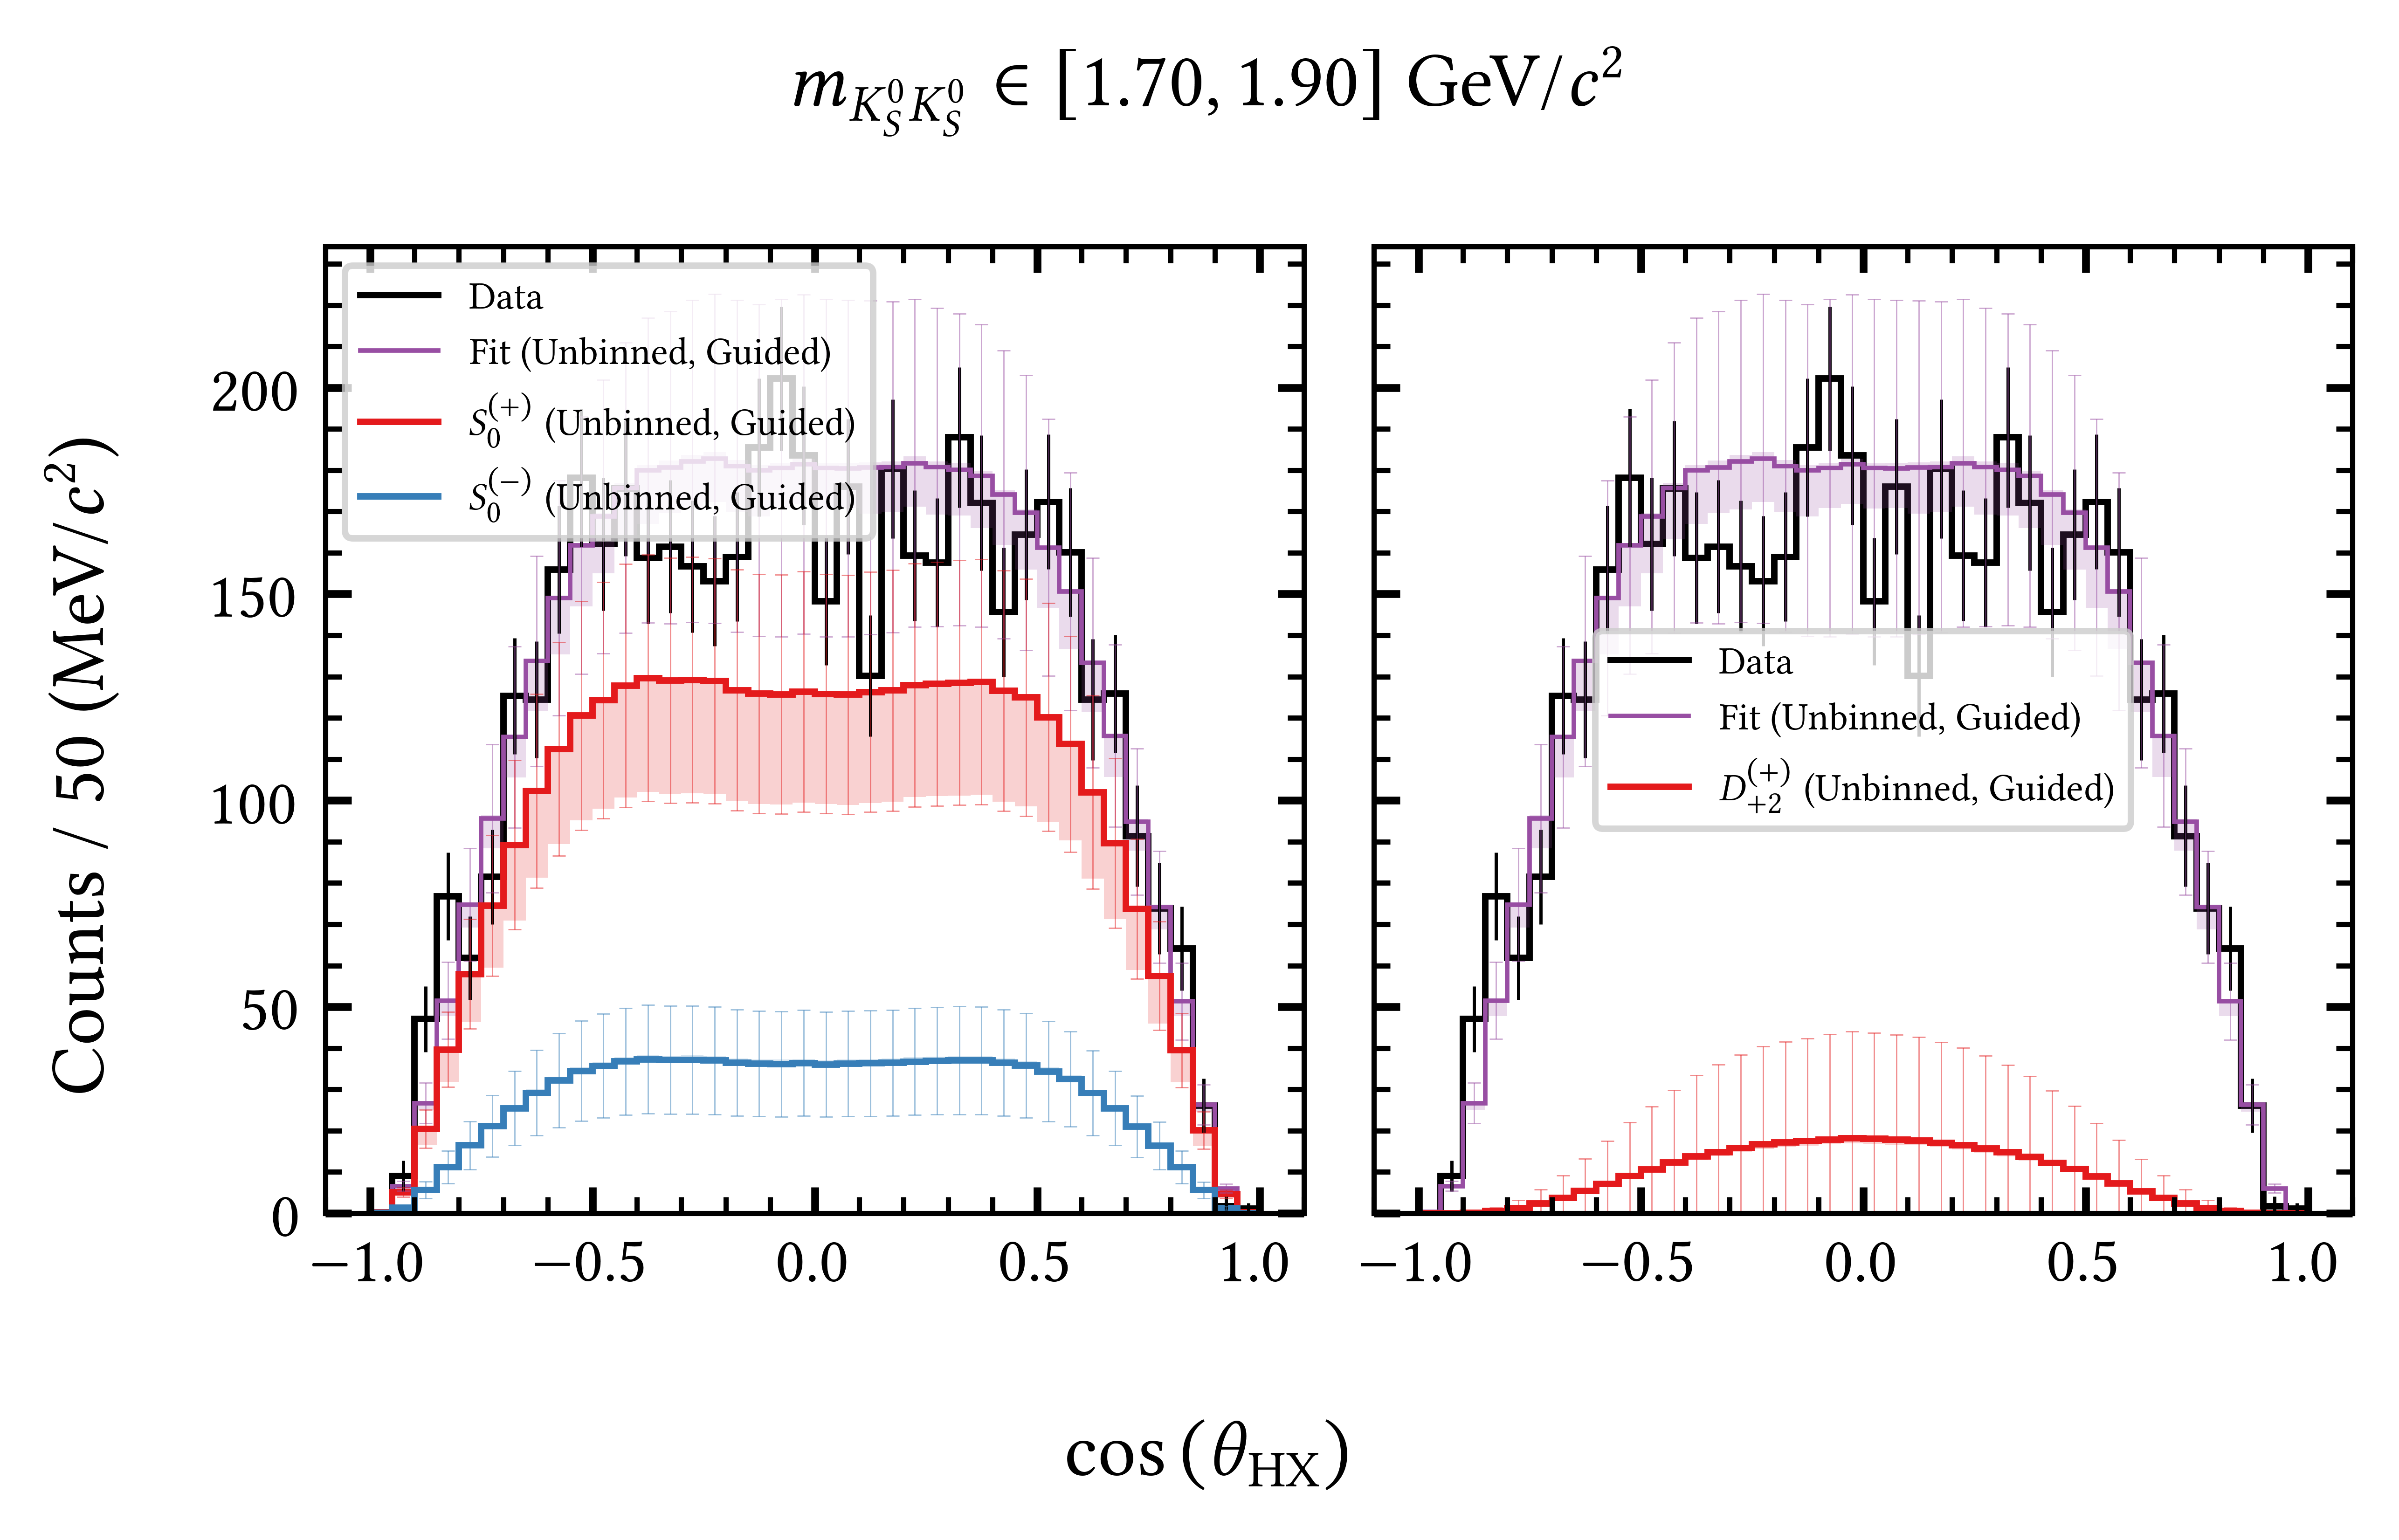 m_{K_S^0 K_S^0} ∈ [1.70, 1.90] GeV/c²
Counts / 50 (MeV/c²)
200
150
100
50
0
Data
Fit (Unbinned, Guided)
S_0^{(+)} (Unbinned, Guided)
S_0^{(−)} (Unbinned, Guided)
−1.0 −0.5 0.0 0.5 1.0
Data
Fit (Unbinned, Guided)
D_{+2}^{(+)} (Unbinned, Guided)
−1.0 −0.5 0.0 0.5 1.0
cos (θ_{HX})